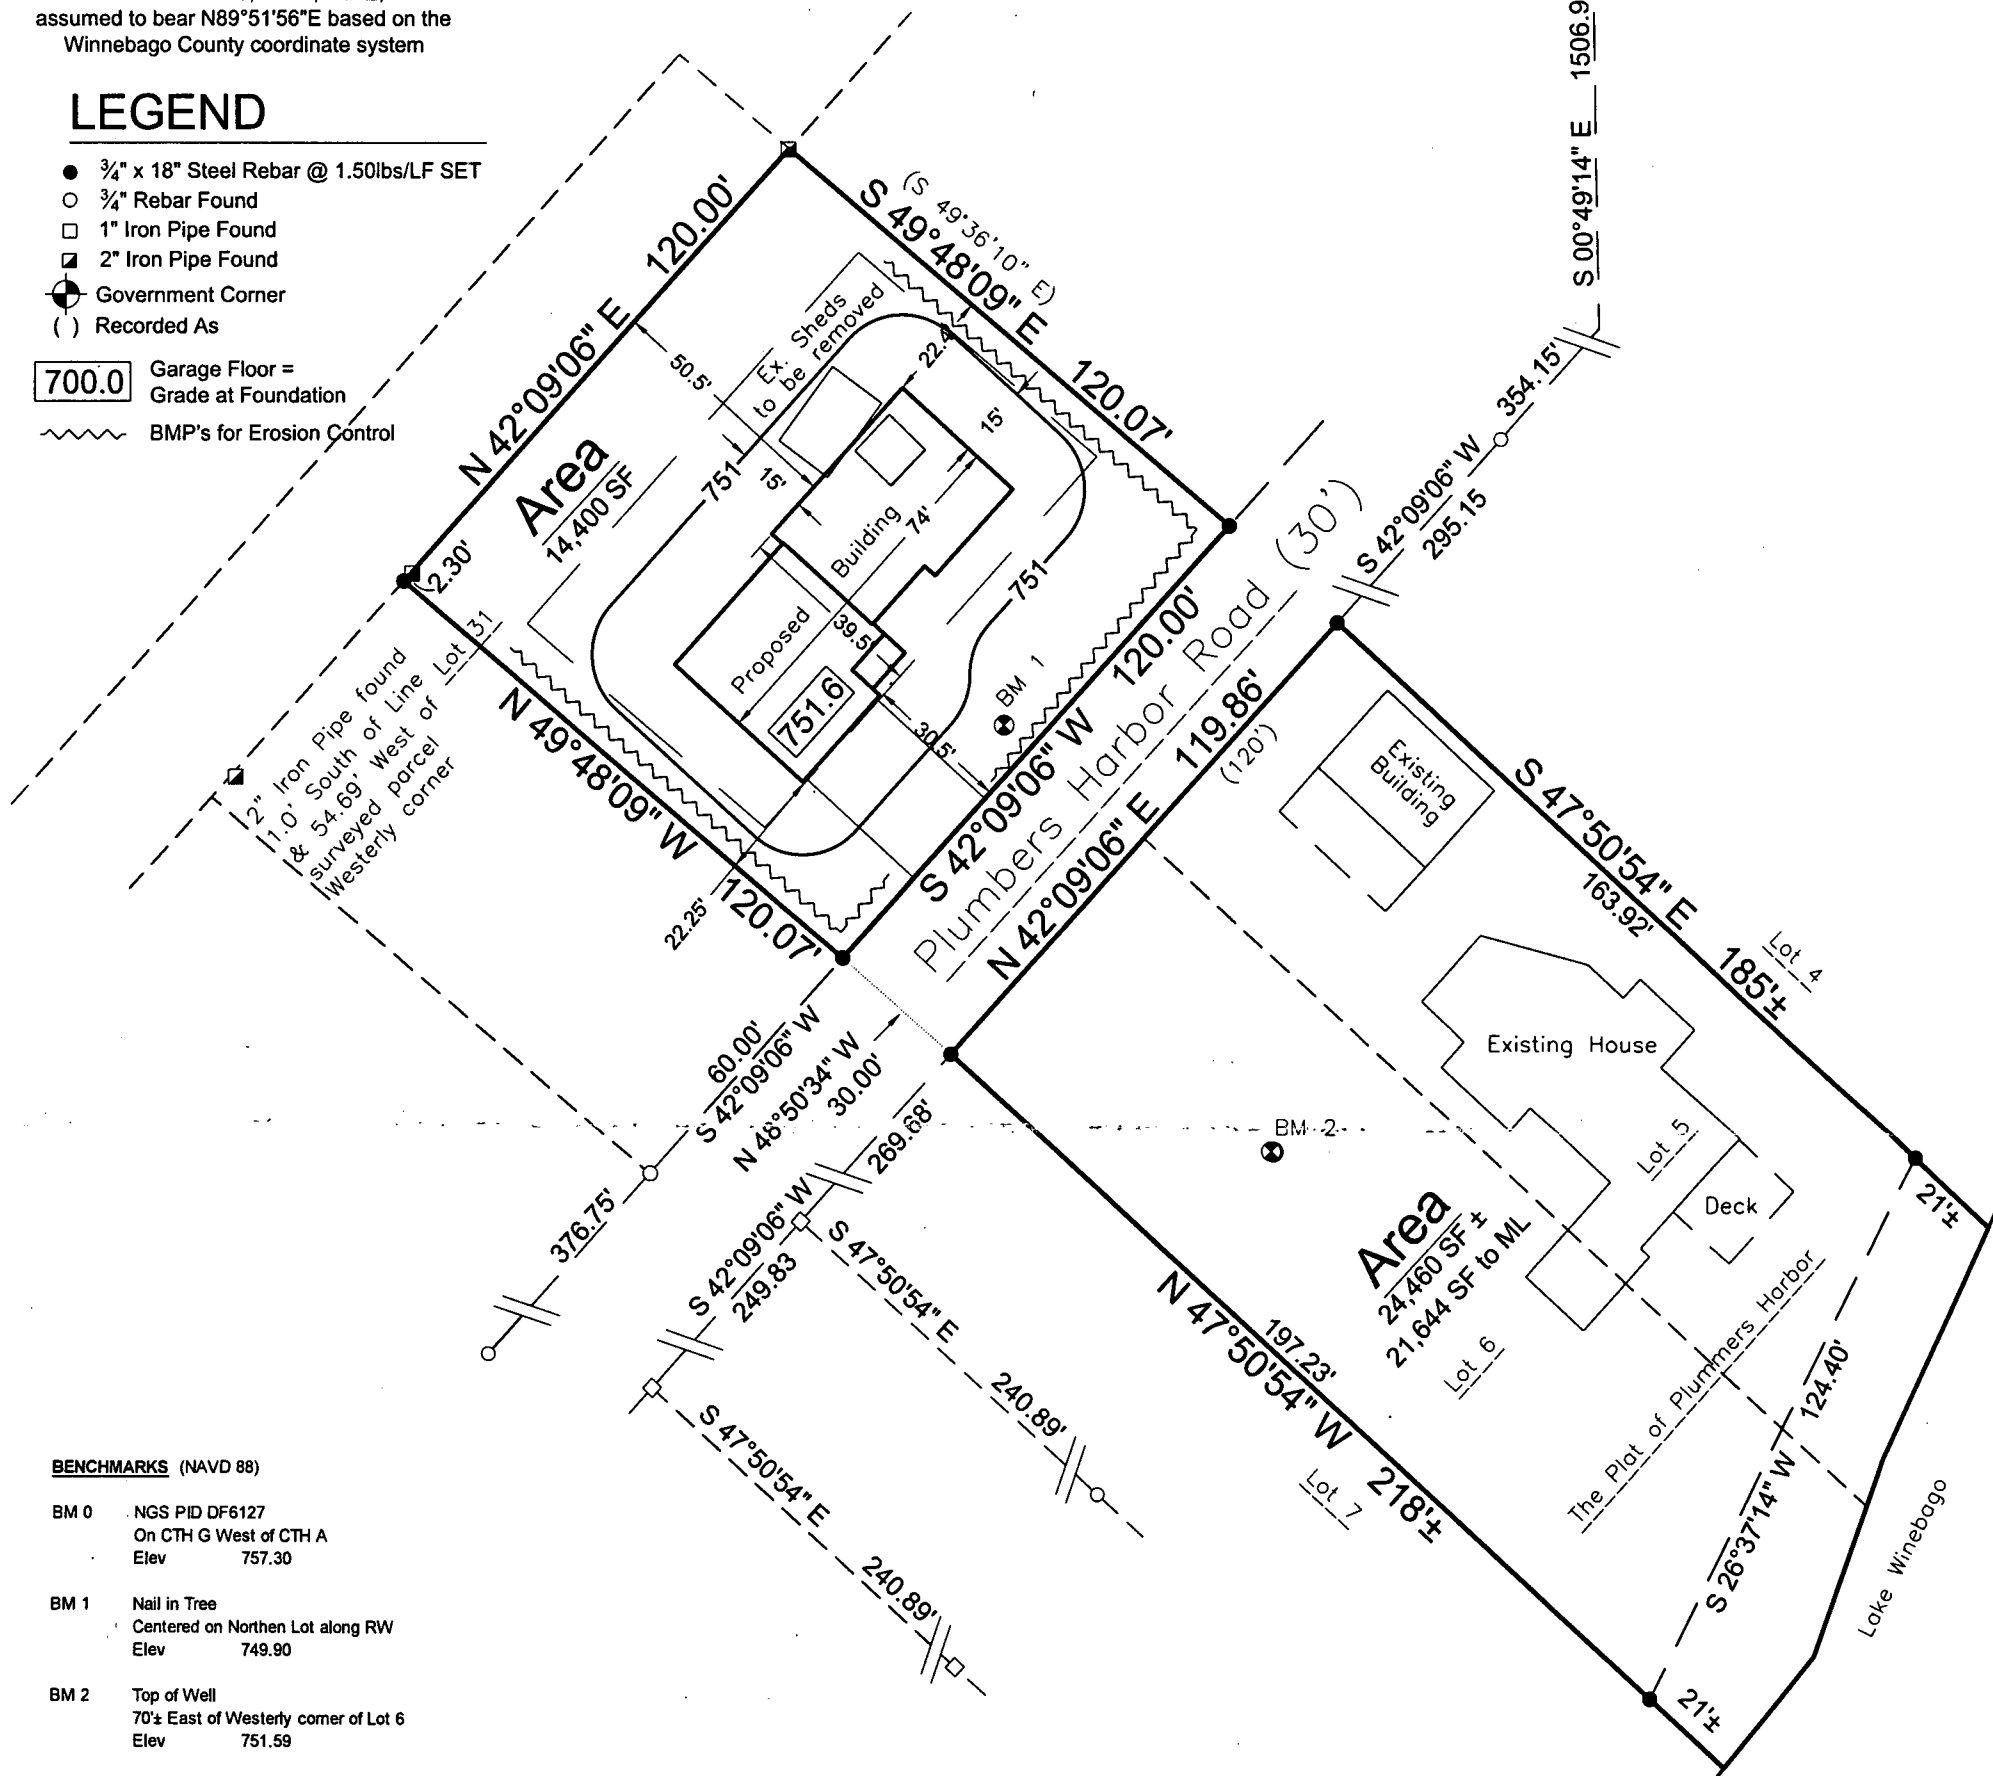 assumed to bear N89°51'56"E based on the
Winnebago County coordinate system
LEGEND
¾" x 18" Steel Rebar @ 1.50lbs/LF SET
¾" Rebar Found
1" Iron Pipe Found
2" Iron Pipe Found
Government Corner
( ) Recorded As
700.0
Garage Floor =
Grade at Foundation
BMP's for Erosion Control
N 42°09'06" E 120.00'
(S 49°36'10" E)
S 49°48'09" E 120.07'
S 00°49'14" E 1506.9
354.15'
S 42°09'06" W
295.15
Area
14,400 SF
50.5'
Ex. Sheds
to be removed
22.4
15'
15'
751
751
Building
74'
Proposed
39.5'
751.6
30.5'
BM 1
(2.30'
Lot 31
2" Iron Pipe found
1.0' South of Line
& 54.69' West of
surveyed parcel
Westerly corner
N 49°48'09" W 120.07'
22.25'
S 42°09'06" W 120.00'
Plumbers Harbor Road (30')
N 42°09'06" E 119.86'
(120')
Existing
Building
S 47°50'54" E 185'±
163.92'
Lot 4
Existing House
Lot 5
Deck
21'±
60.00'
S 42°09'06" W
N 48°50'34" W
30.00'
269.68'
376.75'
S 42°09'06" W
249.83
S 47°50'54" E 240.89'
S 47°50'54" E 240.89'
BM 2
Area
24,460 SF ±
21,644 SF to ML
Lot 6
197.23'
N 47°50'54" W 218'±
Lot 7
The Plat of Plummers Harbor
S 26°37'14" W 124.40'
Lake Winebago
21'±
BENCHMARKS (NAVD 88)
BM 0 NGS PID DF6127
On CTH G West of CTH A
Elev 757.30
BM 1 Nail in Tree
Centered on Northen Lot along RW
Elev 749.90
BM 2 Top of Well
70'± East of Westerly corner of Lot 6
Elev 751.59